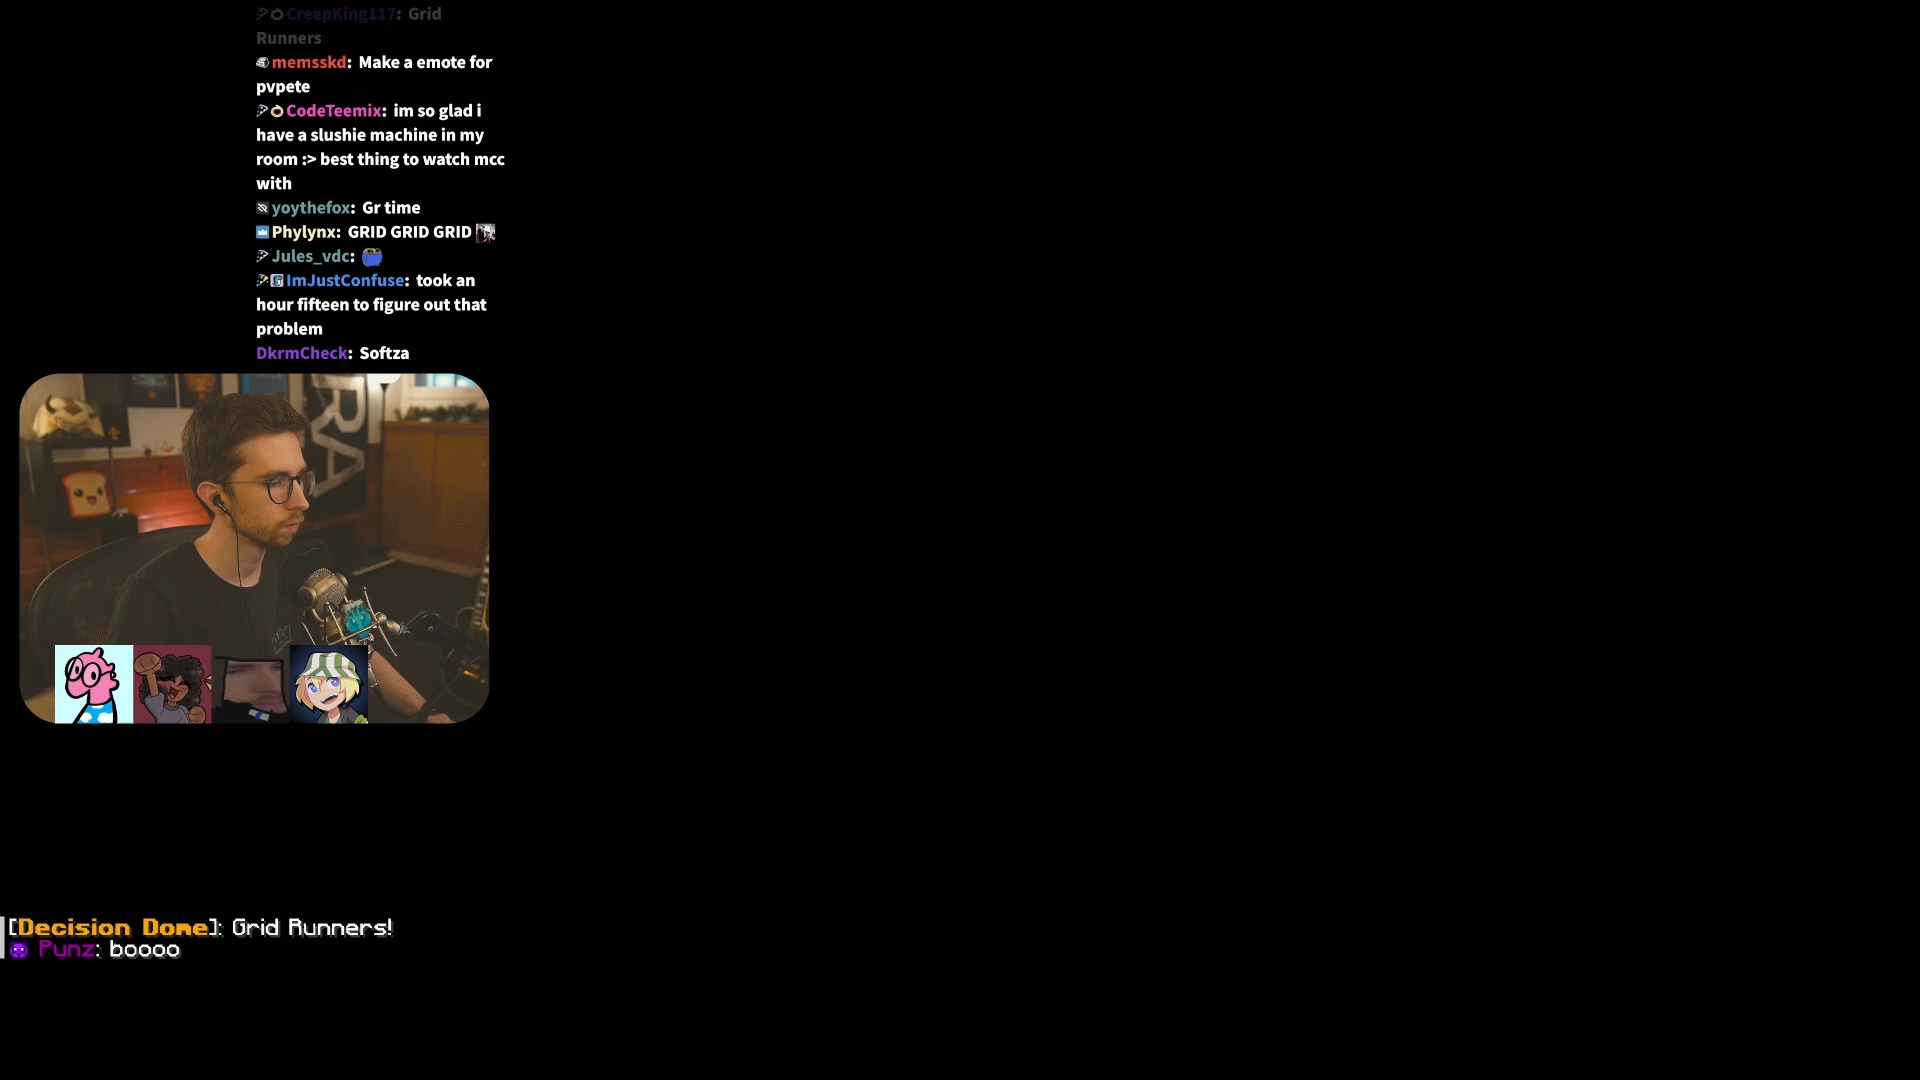 CreepKing117: Grid
Runners
memsskd: Make a emote for
pvpete
CodeTeemix: im so glad i
have a slushie machine in my
room :> best thing to watch mcc
with
yoythefox: Gr time
Phylynx: GRID GRID GRID
Jules_vdc:
ImJustConfuse: took an
hour fifteen to figure out that
problem
DkrmCheck: Softza
RA
[Decision Dome]: Grid Runners!
Punz: boooo